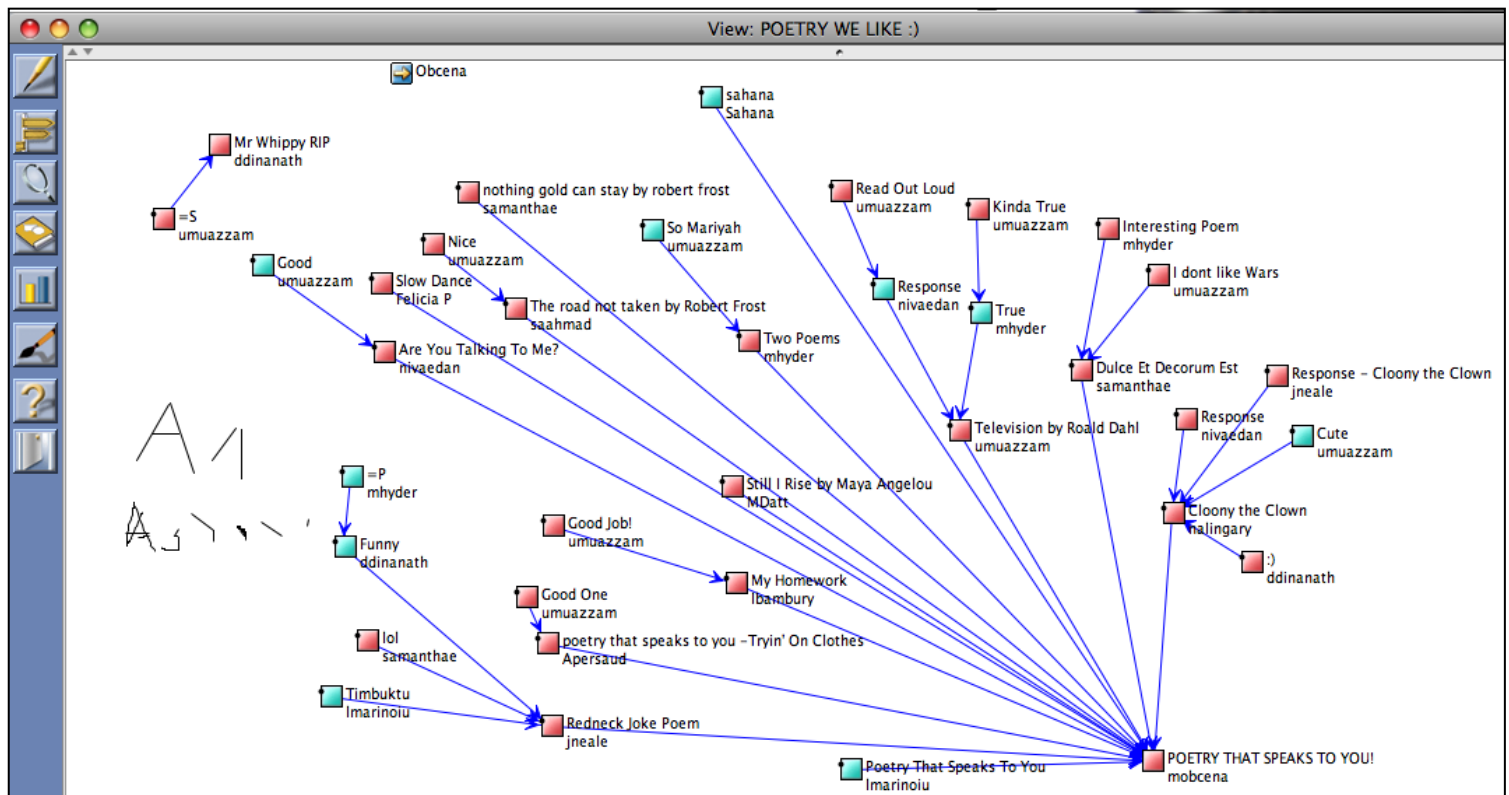 View: POETRY WE LIKE :)
Obcena
sahana
Sahana
Mr Whippy RIP
ddinanath
=S
umuazzam
nothing gold can stay by robert frost
samanthae
Read Out Loud
umuazzam
Kinda True
umuazzam
So Mariyah
umuazzam
Interesting Poem
mhyder
Nice
umuazzam
Good
umuazzam
Slow Dance
Felicia P
I dont like Wars
umuazzam
Response
nivaedan
The road not taken by Robert Frost
saahmad
True
mhyder
Two Poems
mhyder
Are You Talking To Me?
nivaedan
Dulce Et Decorum Est
samanthae
Response - Cloony the Clown
jneale
Response
nivaedan
Cute
umuazzam
Television by Roald Dahl
umuazzam
A
=P
mhyder
Still I Rise by Maya Angelou
MDatt
Cloony the Clown
nalingary
Good Job!
umuazzam
Funny
ddinanath
:)
ddinanath
My Homework
lbambury
Good One
umuazzam
poetry that speaks to you -Tryin' On Clothes
Apersaud
lol
samanthae
Timbuktu
lmarinoiu
Redneck Joke Poem
jneale
POETRY THAT SPEAKS TO YOU!
mobcena
Poetry That Speaks To You
lmarinoiu